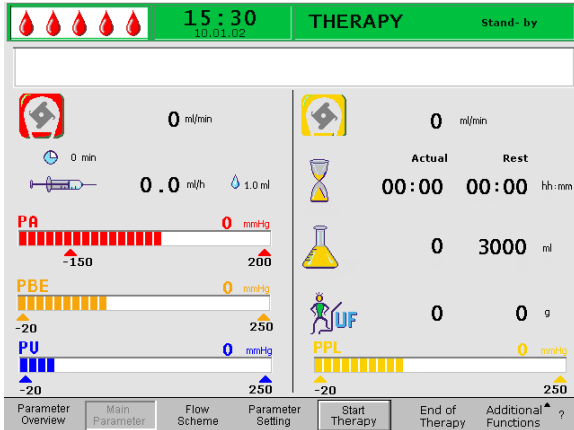 15:30
10.01.02
THERAPY
Stand- by
0 ml/min
0 ml/min
0 min
Actual Rest
0.0 ml/h 1.0 ml
00:00 00:00 hh:mm
PA 0 mmHg
-150 200
0 3000 ml
PBE 0 mmHg
-20 250
UF 0 0 g
PV 0 mmHg
-20 250
PPL 0 mmHg
-20 250
Parameter Overview
Main Parameter
Flow Scheme
Parameter Setting
Start Therapy
End of Therapy
Additional Functions
?